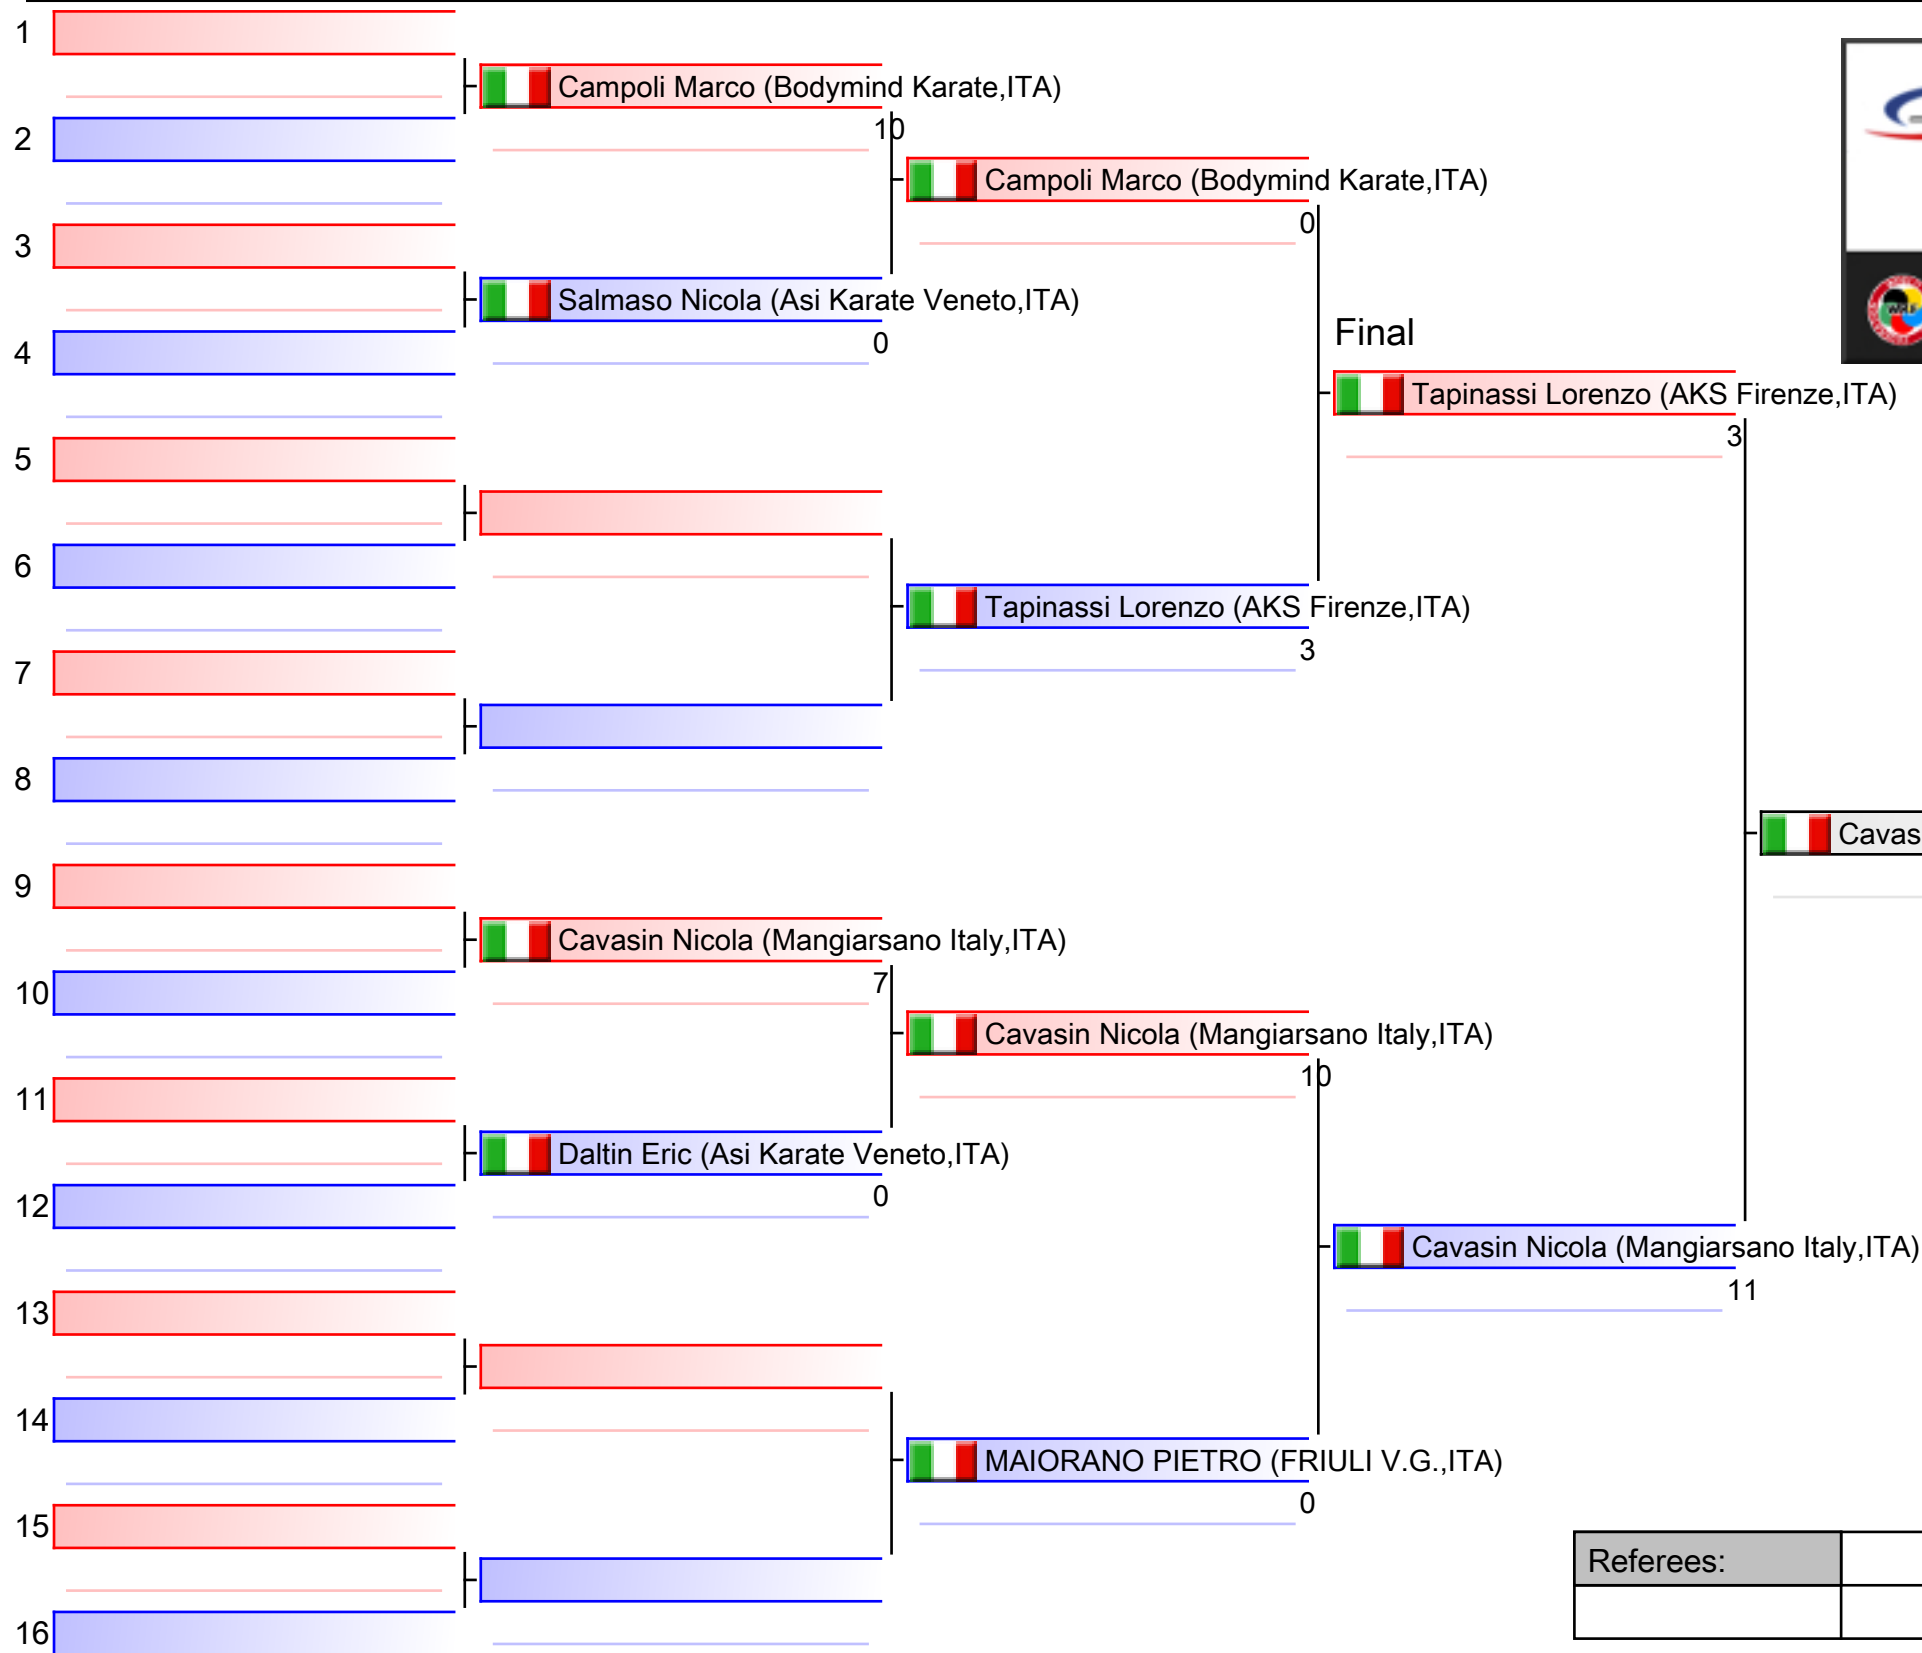 1
Campoli Marco (Bodymind Karate,ITA)
10
2
Campoli Marco (Bodymind Karate,ITA)
0
3
Salmaso Nicola (Asi Karate Veneto,ITA)
0
4
Final
Tapinassi Lorenzo (AKS Firenze,ITA)
3
5
6
Tapinassi Lorenzo (AKS Firenze,ITA)
3
7
8
Cavas
9
Cavasin Nicola (Mangiarsano Italy,ITA)
7
10
Cavasin Nicola (Mangiarsano Italy,ITA)
10
11
Daltin Eric (Asi Karate Veneto,ITA)
0
12
Cavasin Nicola (Mangiarsano Italy,ITA)
11
13
14
MAIORANO PIETRO (FRIULI V.G.,ITA)
0
15
Referees:
16